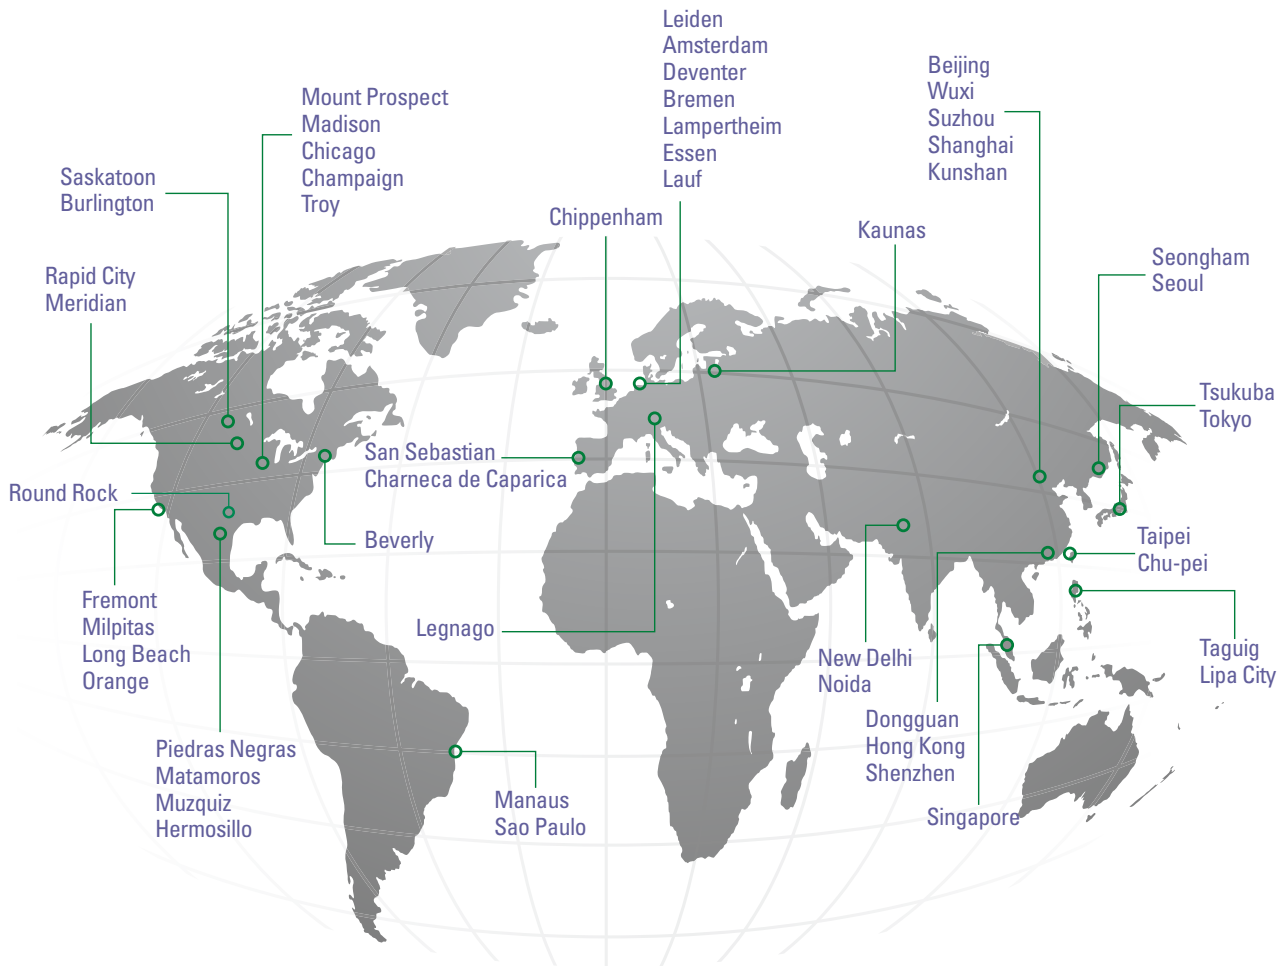 Leiden
Amsterdam
Deventer
Bremen
Lampertheim
Essen
Lauf
Beijing
Wuxi
Suzhou
Shanghai
Kunshan
Mount Prospect
Madison
Chicago
Champaign
Troy
Saskatoon
Burlington
Chippenham
Kaunas
Seongham
Seoul
Rapid City
Meridian
Tsukuba
Tokyo
San Sebastian
Charneca de Caparica
Round Rock
Beverly
Taipei
Chu-pei
Fremont
Milpitas
Long Beach
Orange
Legnago
New Delhi
Noida
Taguig
Lipa City
Dongguan
Hong Kong
Shenzhen
Piedras Negras
Matamoros
Muzquiz
Hermosillo
Manaus
Sao Paulo
Singapore